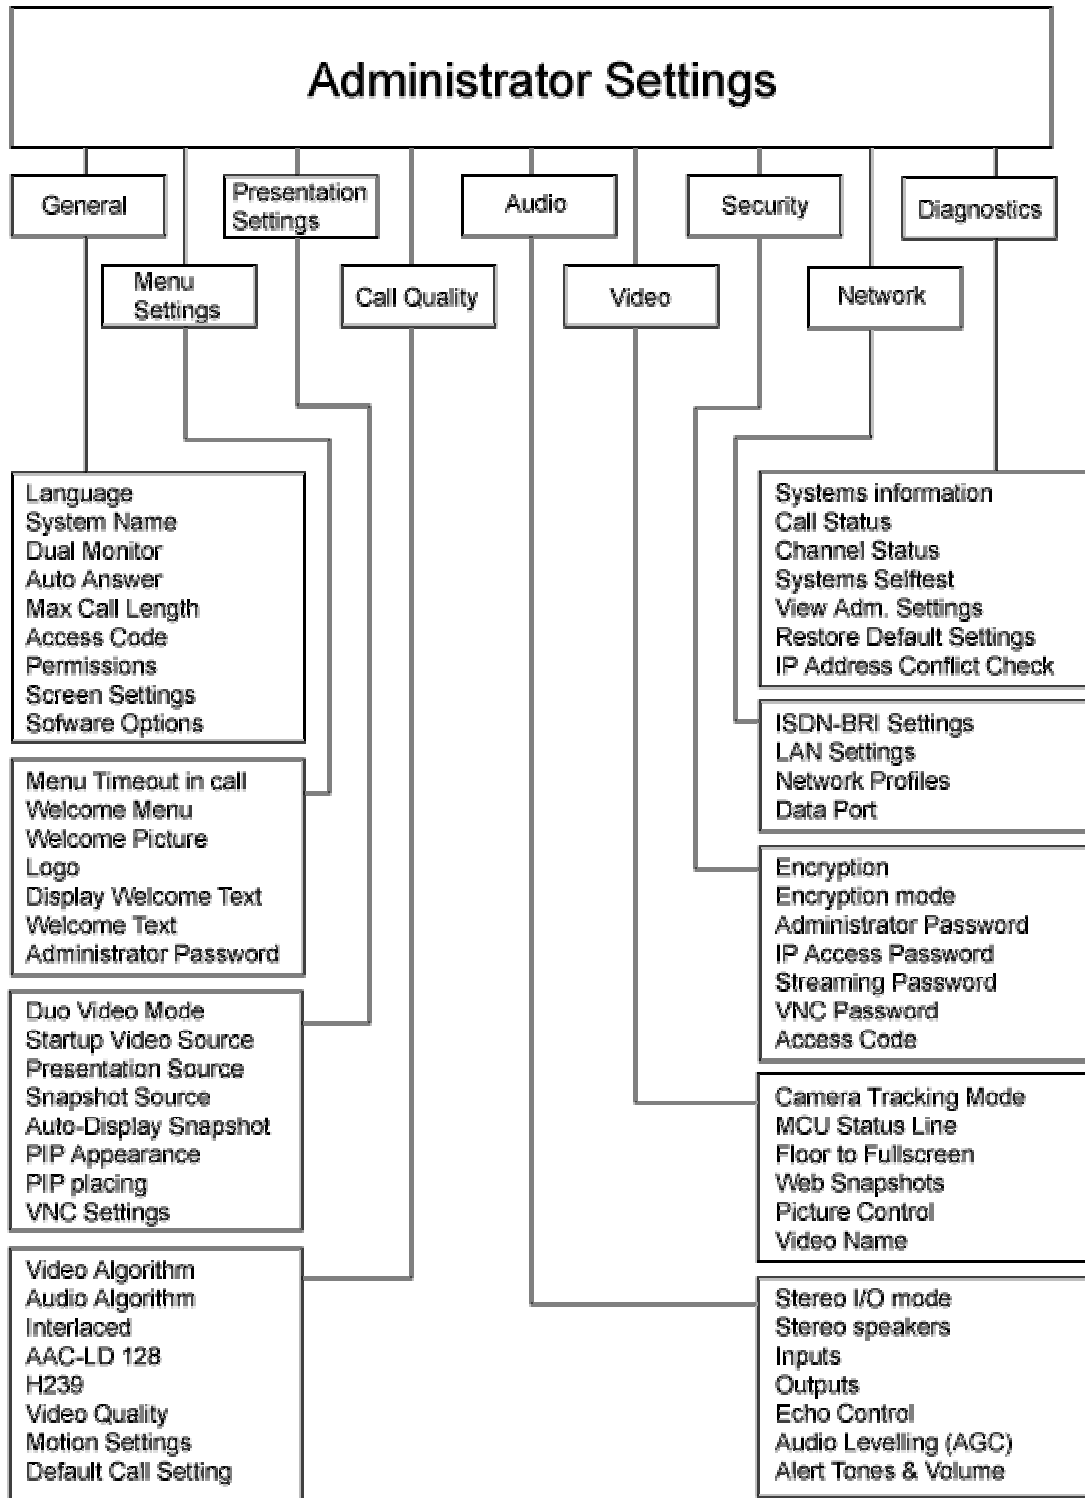 Administrator Settings
General
Presentation
Settings
Audio
Security
Diagnostics
Menu
Settings
Call Quality
Video
Network
Language
System Name
Dual Monitor
Auto Answer
Max Call Length
Access Code
Permissions
Screen Settings
Sofware Options
Menu Timeout in call
Welcome Menu
Welcome Picture
Logo
Display Welcome Text
Welcome Text
Administrator Password
Duo Video Mode
Startup Video Source
Presentation Source
Snapshot Source
Auto-Display Snapshot
PIP Appearance
PIP placing
VNC Settings
Video Algorithm
Audio Algorithm
Interlaced
AAC-LD 128
H239
Video Quality
Motion Settings
Default Call Setting
Systems information
Call Status
Channel Status
Systems Selftest
View Adm. Settings
Restore Default Settings
IP Address Conflict Check
ISDN-BRI Settings
LAN Settings
Network Profiles
Data Port
Encryption
Encryption mode
Administrator Password
IP Access Password
Streaming Password
VNC Password
Access Code
Camera Tracking Mode
MCU Status Line
Floor to Fullscreen
Web Snapshots
Picture Control
Video Name
Stereo I/O mode
Stereo speakers
Inputs
Outputs
Echo Control
Audio Levelling (AGC)
Alert Tones & Volume